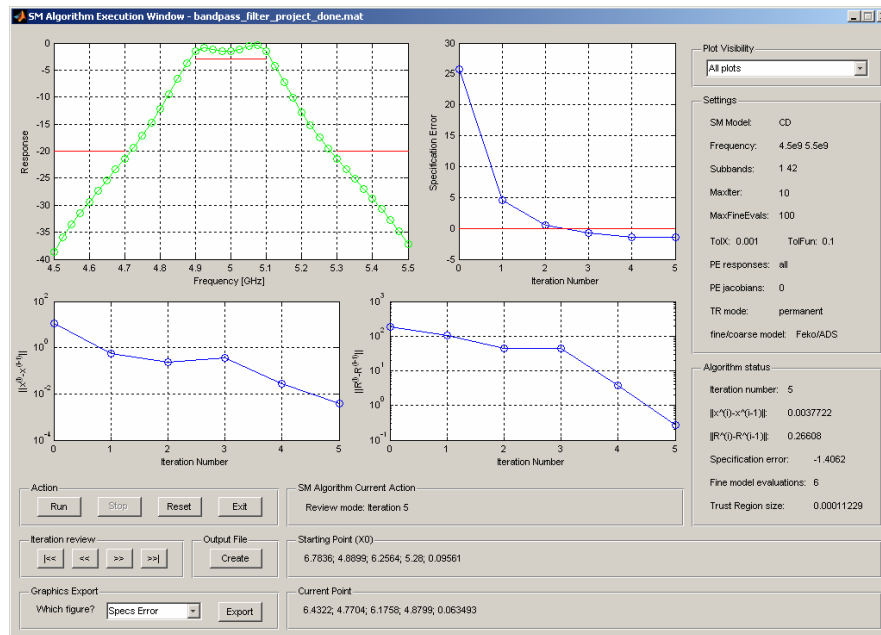 SM Algorithm Execution Window - bandpass_filter_project_done.mat
0
-5
-10
-15
-20
-25
-30
-35
-40
Response
4.5 4.6 4.7 4.8 4.9 5 5.1 5.2 5.3 5.4 5.5
Frequency [GHz]
30
25
20
15
10
5
0
-5
Specification Error
0 1 2 3 4 5
Iteration Number
10^2
10^0
10^-2
10^-4
||x^(i)-x^(i-1)||
0 1 2 3 4 5
Iteration Number
10^3
10^2
10^1
10^0
10^-1
||R^(i)-R^(i-1)||
0 1 2 3 4 5
Iteration Number
Plot Visibility
All plots
Settings
SM Model: CD
Frequency: 4.5e9 5.5e9
Subbands: 1 42
MaxIter: 10
MaxFineEvals: 100
TolX: 0.001 TolFun: 0.1
PE responses: all
PE jacobians: 0
TR mode: permanent
fine/coarse model: Feko/ADS
Algorithm status
Iteration number: 5
||x^(i)-x^(i-1)||: 0.0037722
||R^(i)-R^(i-1)||: 0.26608
Specification error: -1.4062
Fine model evaluations: 6
Trust Region size: 0.00011229
Action
Run Stop Reset Exit
SM Algorithm Current Action
Review mode: Iteration 5
Iteration review
|<< << >> >>|
Output File
Create
Starting Point (X0)
6.7836; 4.8899; 6.2564; 5.28; 0.09561
Graphics Export
Which figure? Specs Error Export
Current Point
6.4322; 4.7704; 6.1758; 4.8799; 0.063493